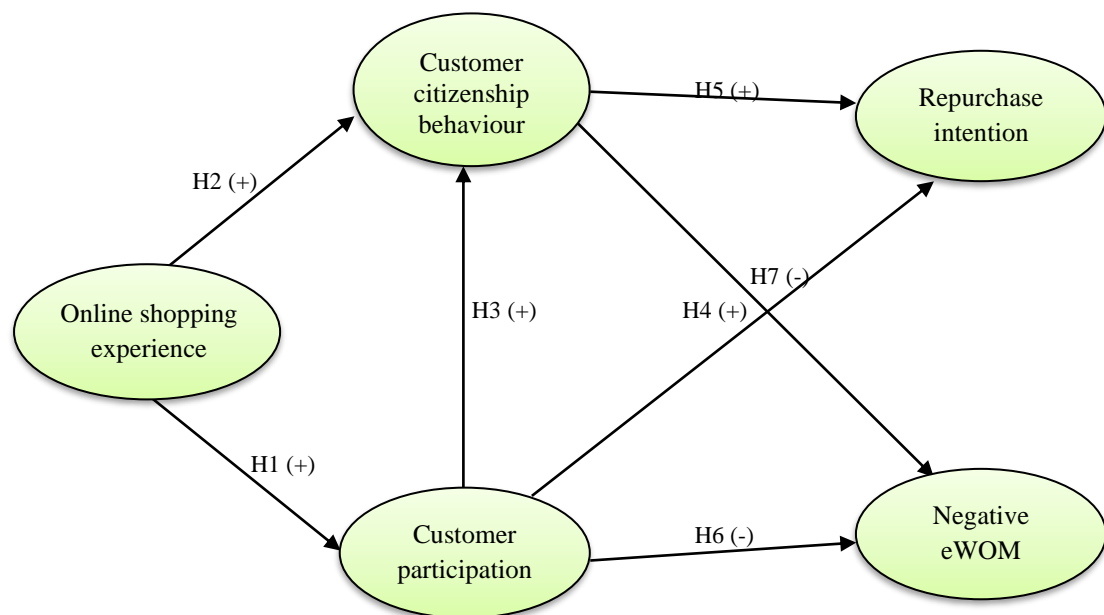 Customer
citizenship
behaviour
H5 (+)
Repurchase
intention
H2 (+)
H7 (-)
Online shopping
experience
H3 (+)
H4 (+)
H1 (+)
Customer
participation
H6 (-)
Negative
eWOM